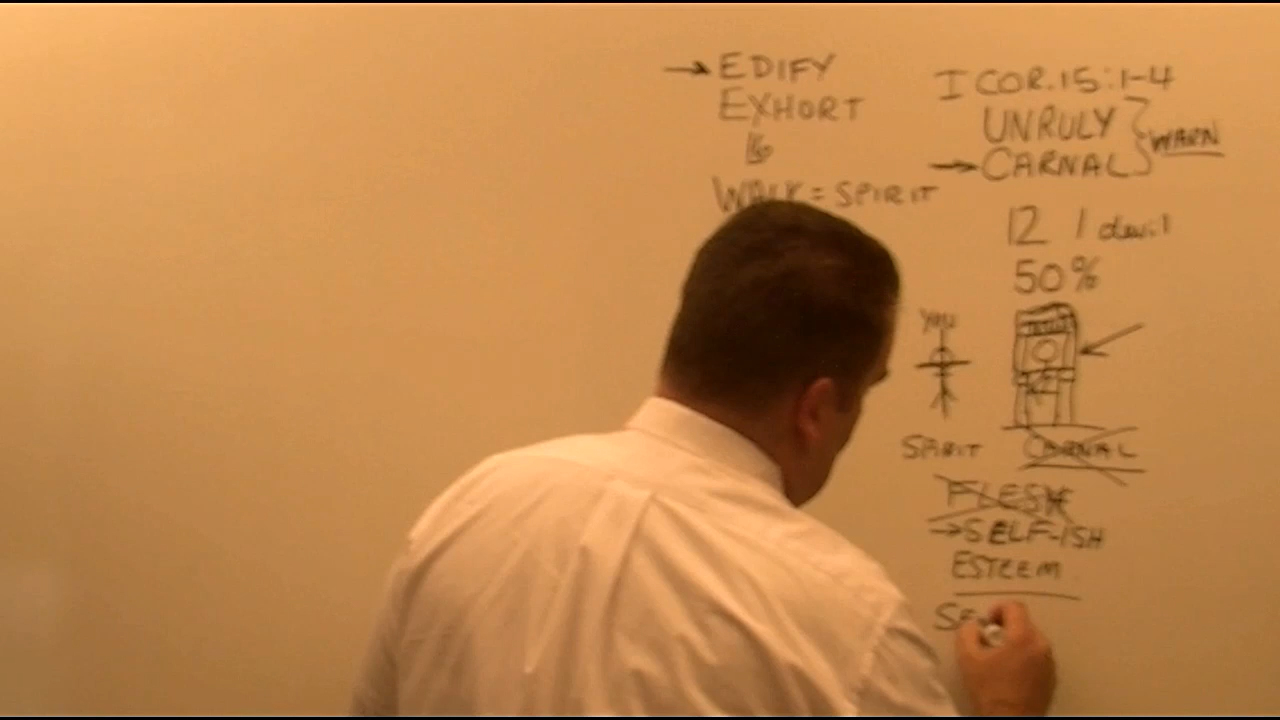 → EDIFY
EXHORT
WALK = SPIRIT
I COR. 15:1-4
UNRULY
→ CARNAL
WARN
12 1 devil
50%
YOU
SPIRIT
CARNAL
FLESH
→ SELF-ISH
ESTEEM